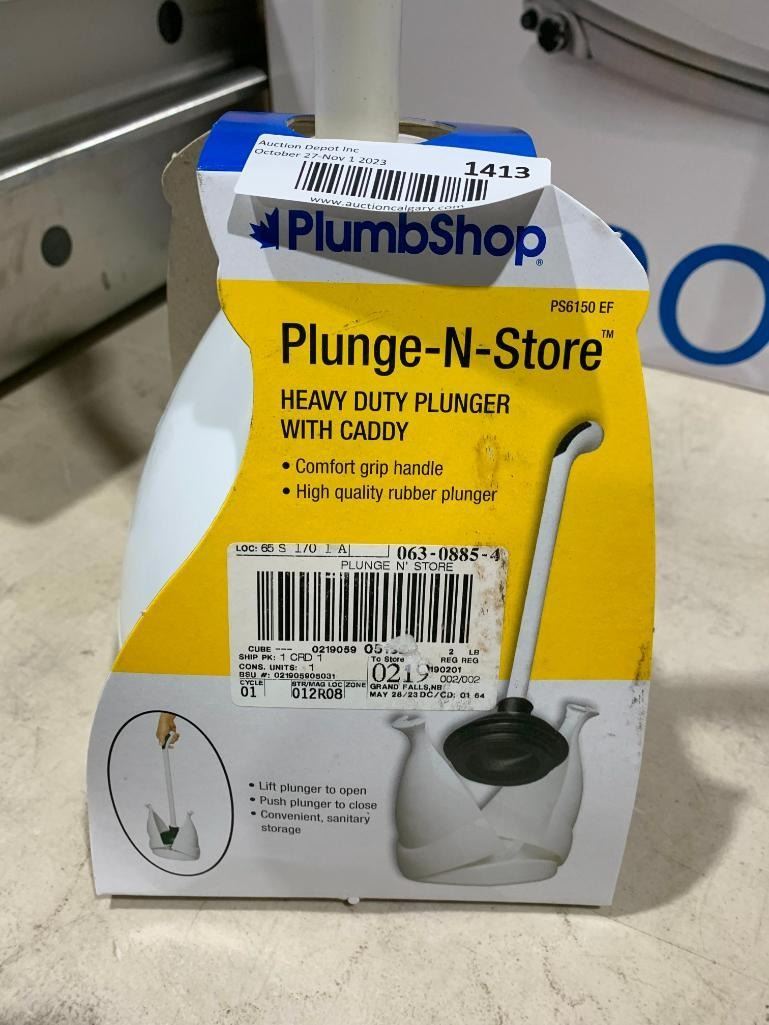 Auction Depot Inc
October 27-Nov 1 2023
1413
www.auctioncalgary.com
PlumbShop®
PS6150 EF
Plunge-N-Store™
HEAVY DUTY PLUNGER
WITH CADDY
• Comfort grip handle
• High quality rubber plunger
LOC: 65 S 170 1 A
063-0885-4
PLUNGE N' STORE
CUBE --- 0219059 2 LB
SHIP PK: 1 CRD 1 To Store REG REG
CONS. UNITS: 1 0219 190201
BSU #: 021905905031 002/002
CYCLE STR/MAG LOC ZONE GRAND FALLS,NB
01 012R08 MAY 28/23 DC/CD: 01 64
• Lift plunger to open
• Push plunger to close
• Convenient, sanitary
storage